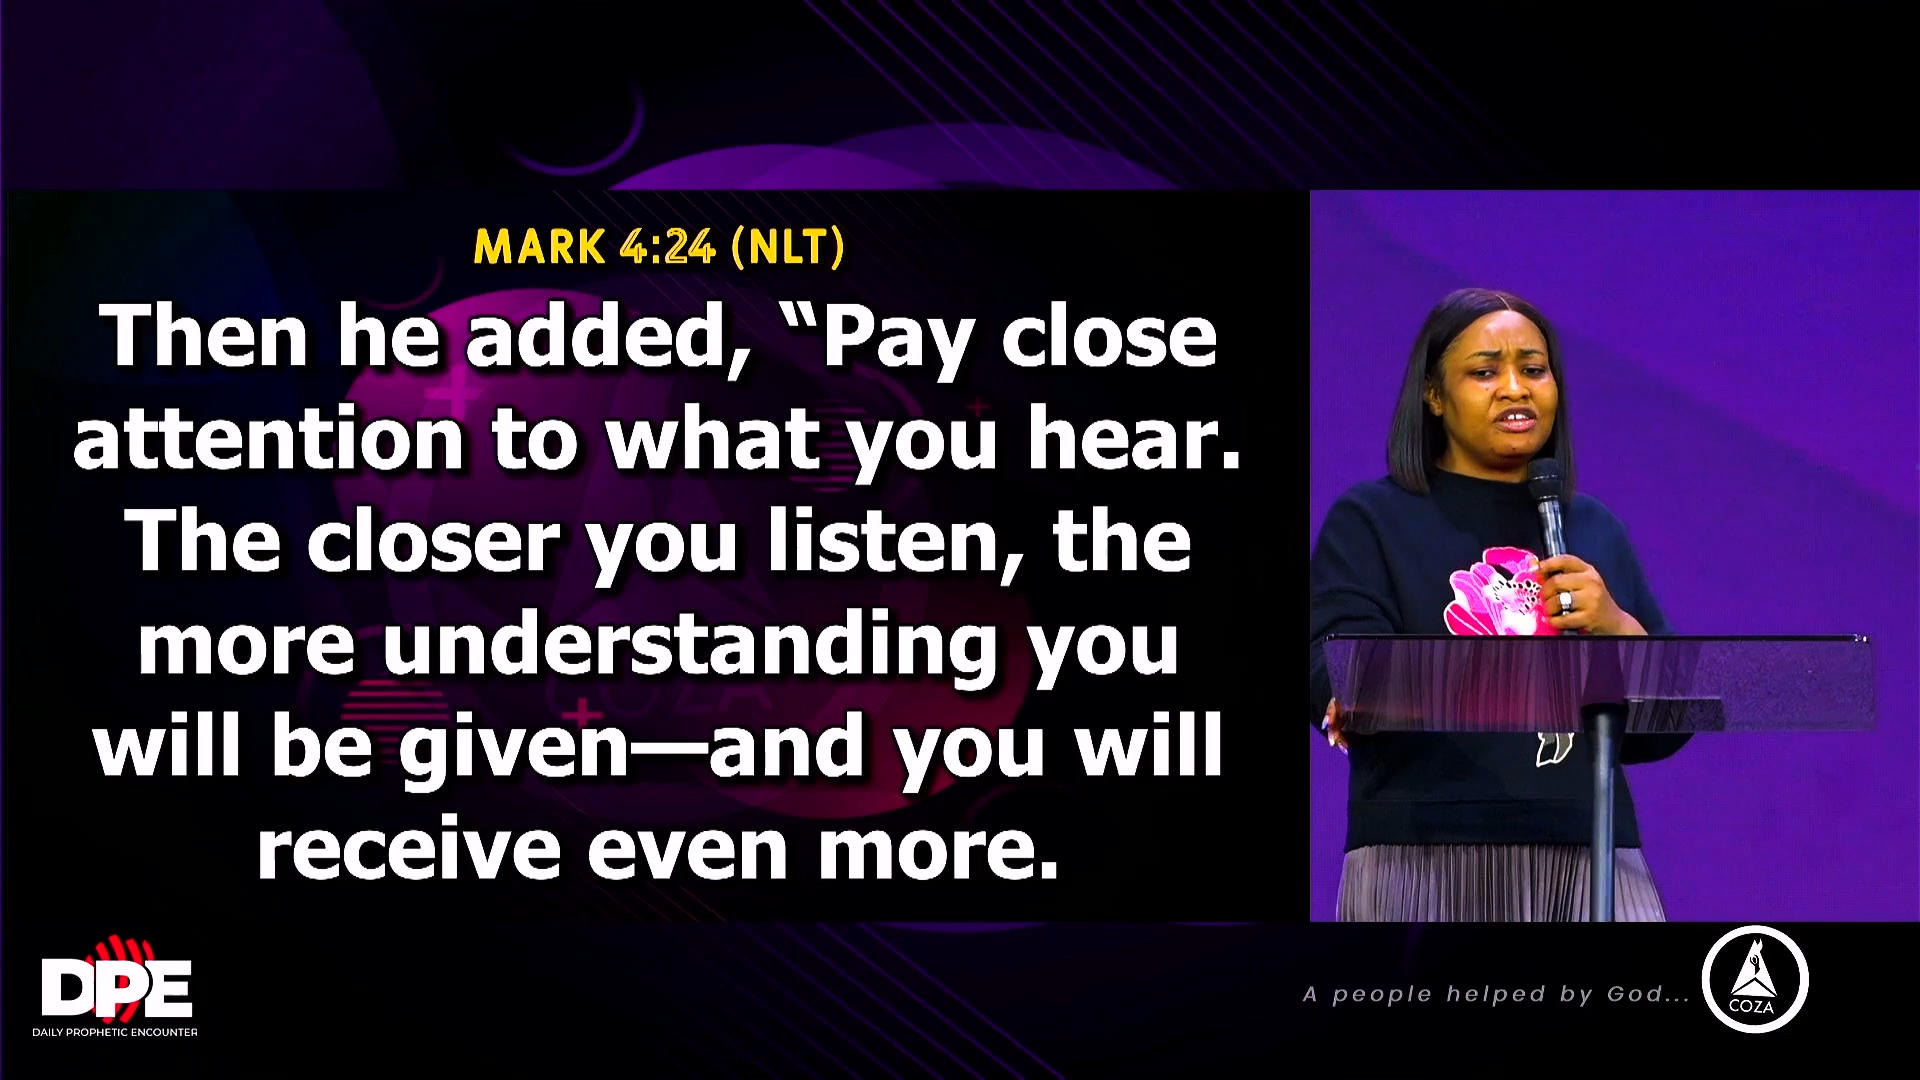 MARK 4:24 (NLT)
Then he added, “Pay close
attention to what you hear.
The closer you listen, the
more understanding you
will be given—and you will
receive even more.
DPE
DAILY PROPHETIC ENCOUNTER
A people helped by God...
COZA
COZA